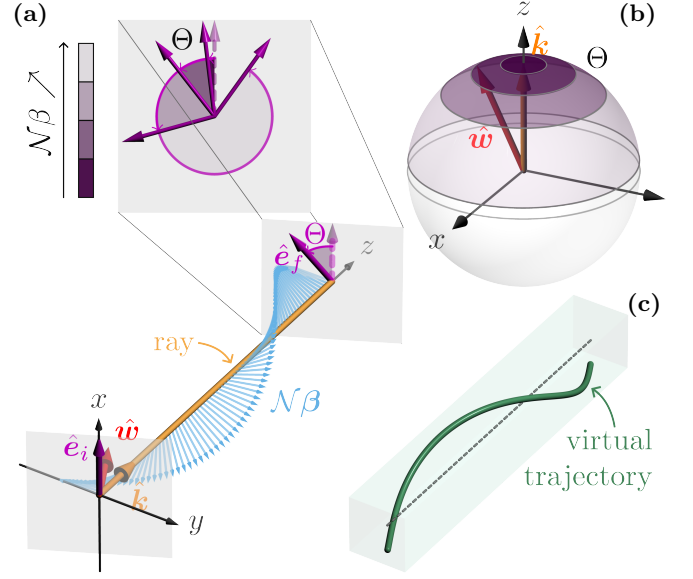 (a)
𝒩β
Θ
Θ
ê_f
z
ray
𝒩β
x
ê_i
ŵ
k̂
y
(b)
z
k̂
Θ
ŵ
x
(c)
virtual
trajectory